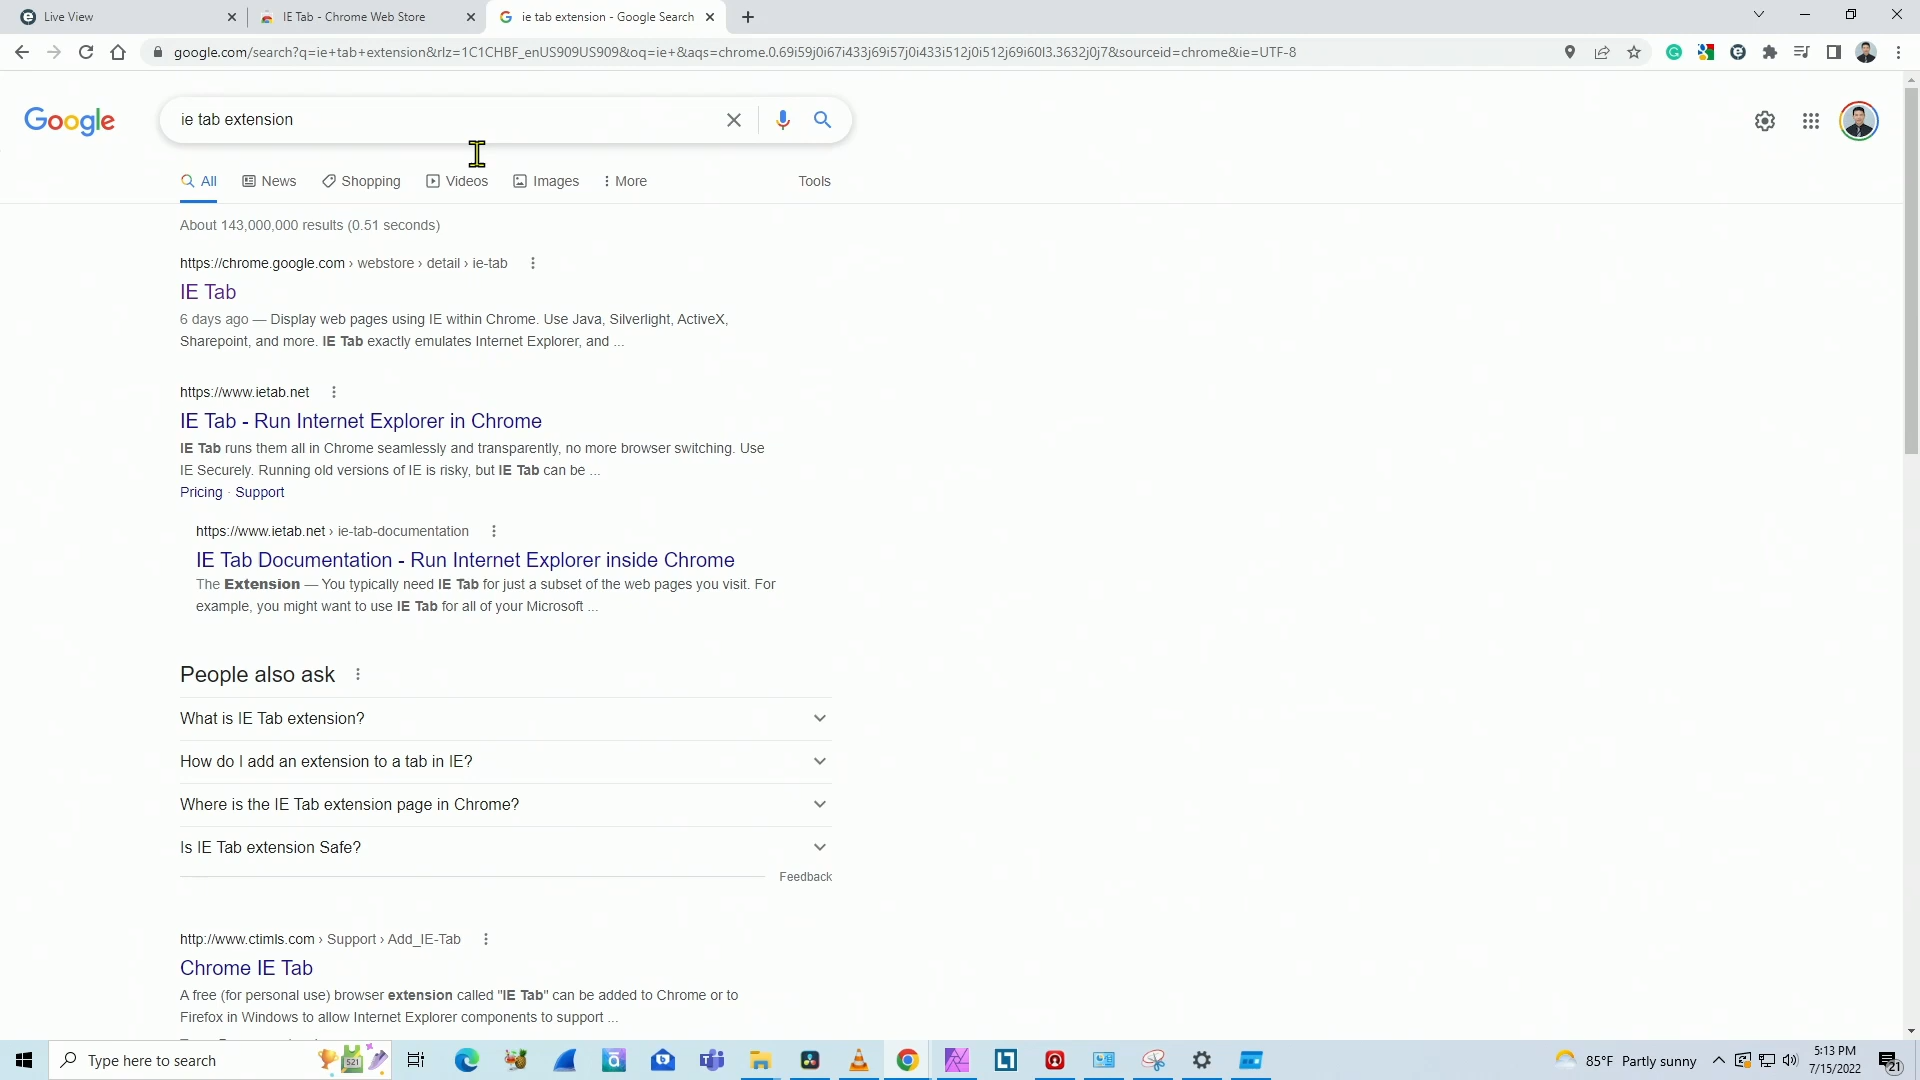 Live View
IE Tab - Chrome Web Store
ie tab extension - Google Search
google.com/search?q=ie+tab+extension&rlz=1C1CHBF_enUS909US909&oq=ie+&aqs=chrome.0.69i59j0i67i433j69i57j0i433i512j0i512j69i60l3.3632j0j7&sourceid=chrome&ie=UTF-8
Google
ie tab extension
All
News
Shopping
Videos
Images
More
Tools
About 143,000,000 results (0.51 seconds)
https://chrome.google.com › webstore › detail › ie-tab
IE Tab
6 days ago — Display web pages using IE within Chrome. Use Java, Silverlight, ActiveX,
Sharepoint, and more. IE Tab exactly emulates Internet Explorer, and ...
https://www.ietab.net
IE Tab - Run Internet Explorer in Chrome
IE Tab runs them all in Chrome seamlessly and transparently, no more browser switching. Use
IE Securely. Running old versions of IE is risky, but IE Tab can be ...
Pricing · Support
https://www.ietab.net › ie-tab-documentation
IE Tab Documentation - Run Internet Explorer inside Chrome
The Extension — You typically need IE Tab for just a subset of the web pages you visit. For
example, you might want to use IE Tab for all of your Microsoft ...
People also ask
What is IE Tab extension?
How do I add an extension to a tab in IE?
Where is the IE Tab extension page in Chrome?
Is IE Tab extension Safe?
Feedback
http://www.ctimls.com › Support › Add_IE-Tab
Chrome IE Tab
A free (for personal use) browser extension called "IE Tab" can be added to Chrome or to
Firefox in Windows to allow Internet Explorer components to support ...
Type here to search
85°F Partly sunny
5:13 PM
7/15/2022
21